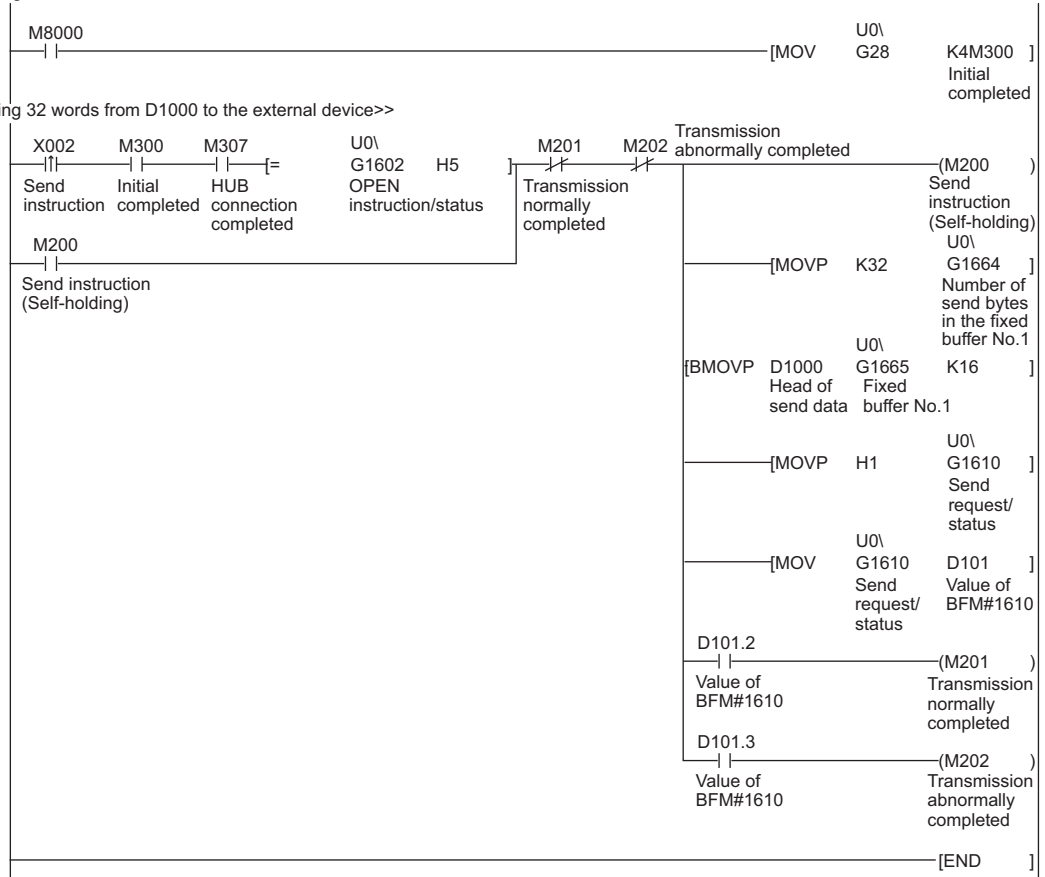 M8000
U0\
[MOV G28 K4M300 ]
Initial
completed
ing 32 words from D1000 to the external device>>
X002 M300 M307 [= U0\
G1602 H5 ] M201 M202 Transmission
abnormally completed
(M200 )
Send
instruction
Initial
completed
HUB
connection
completed
OPEN
instruction/status
Transmission
normally
completed
Send
instruction
(Self-holding)
M200
Send instruction
(Self-holding)
U0\
[MOVP K32 G1664 ]
Number of
send bytes
in the fixed
buffer No.1
U0\
[BMOVP D1000 G1665 K16 ]
Head of
send data
Fixed
buffer No.1
U0\
[MOVP H1 G1610 ]
Send
request/
status
U0\
[MOV G1610 D101 ]
Send
request/
status
Value of
BFM#1610
D101.2
(M201 )
Value of
BFM#1610
Transmission
normally
completed
D101.3
(M202 )
Value of
BFM#1610
Transmission
abnormally
completed
[END ]